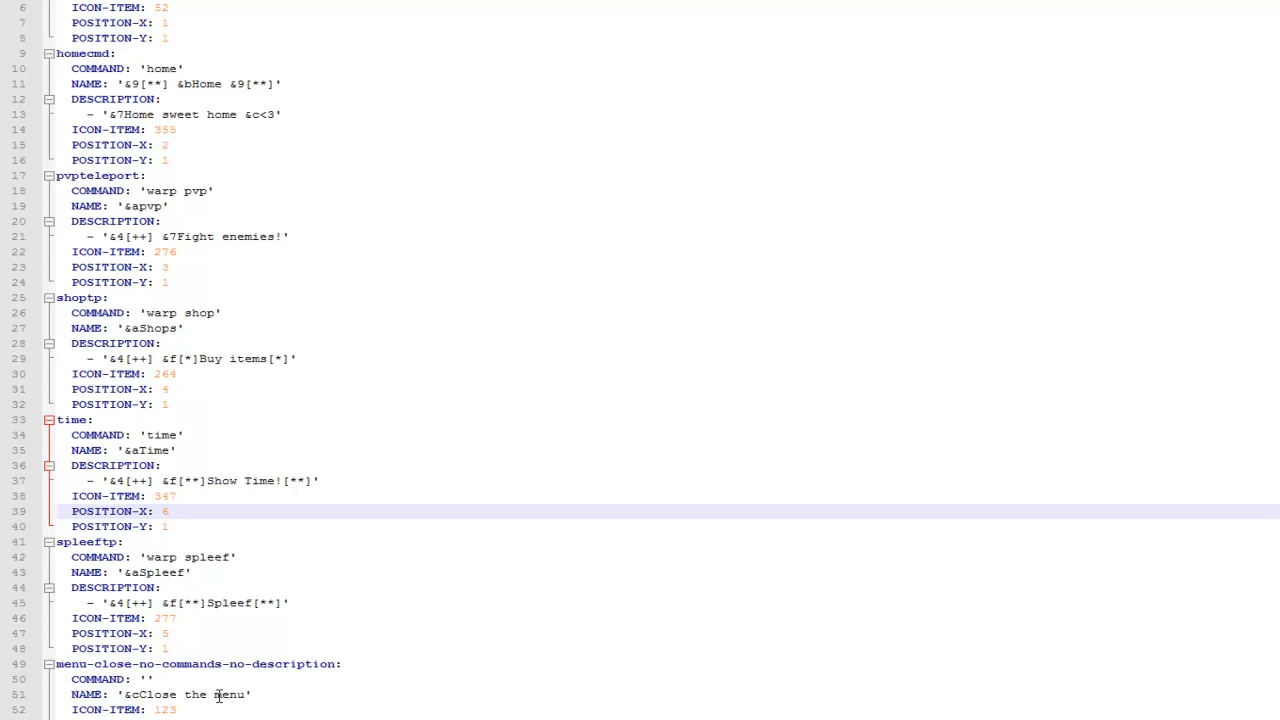 6 ICON-ITEM: 52
7 POSITION-X: 1
8 POSITION-Y: 1
9 homecmd:
10 COMMAND: 'home'
11 NAME: '&9[**] &bHome &9[**]'
12 DESCRIPTION:
13 - '&7Home sweet home &c<3'
14 ICON-ITEM: 355
15 POSITION-X: 2
16 POSITION-Y: 1
17 pvpteleport:
18 COMMAND: 'warp pvp'
19 NAME: '&apvp'
20 DESCRIPTION:
21 - '&4[++] &7Fight enemies!'
22 ICON-ITEM: 276
23 POSITION-X: 3
24 POSITION-Y: 1
25 shoptp:
26 COMMAND: 'warp shop'
27 NAME: '&aShops'
28 DESCRIPTION:
29 - '&4[++] &f[*]Buy items[*]'
30 ICON-ITEM: 264
31 POSITION-X: 4
32 POSITION-Y: 1
33 time:
34 COMMAND: 'time'
35 NAME: '&aTime'
36 DESCRIPTION:
37 - '&4[++] &f[**]Show Time![**]'
38 ICON-ITEM: 347
39 POSITION-X: 6
40 POSITION-Y: 1
41 spleeftp:
42 COMMAND: 'warp spleef'
43 NAME: '&aSpleef'
44 DESCRIPTION:
45 - '&4[++] &f[**]Spleef[**]'
46 ICON-ITEM: 277
47 POSITION-X: 5
48 POSITION-Y: 1
49 menu-close-no-commands-no-description:
50 COMMAND: ''
51 NAME: '&cClose the menu'
52 ICON-ITEM: 123